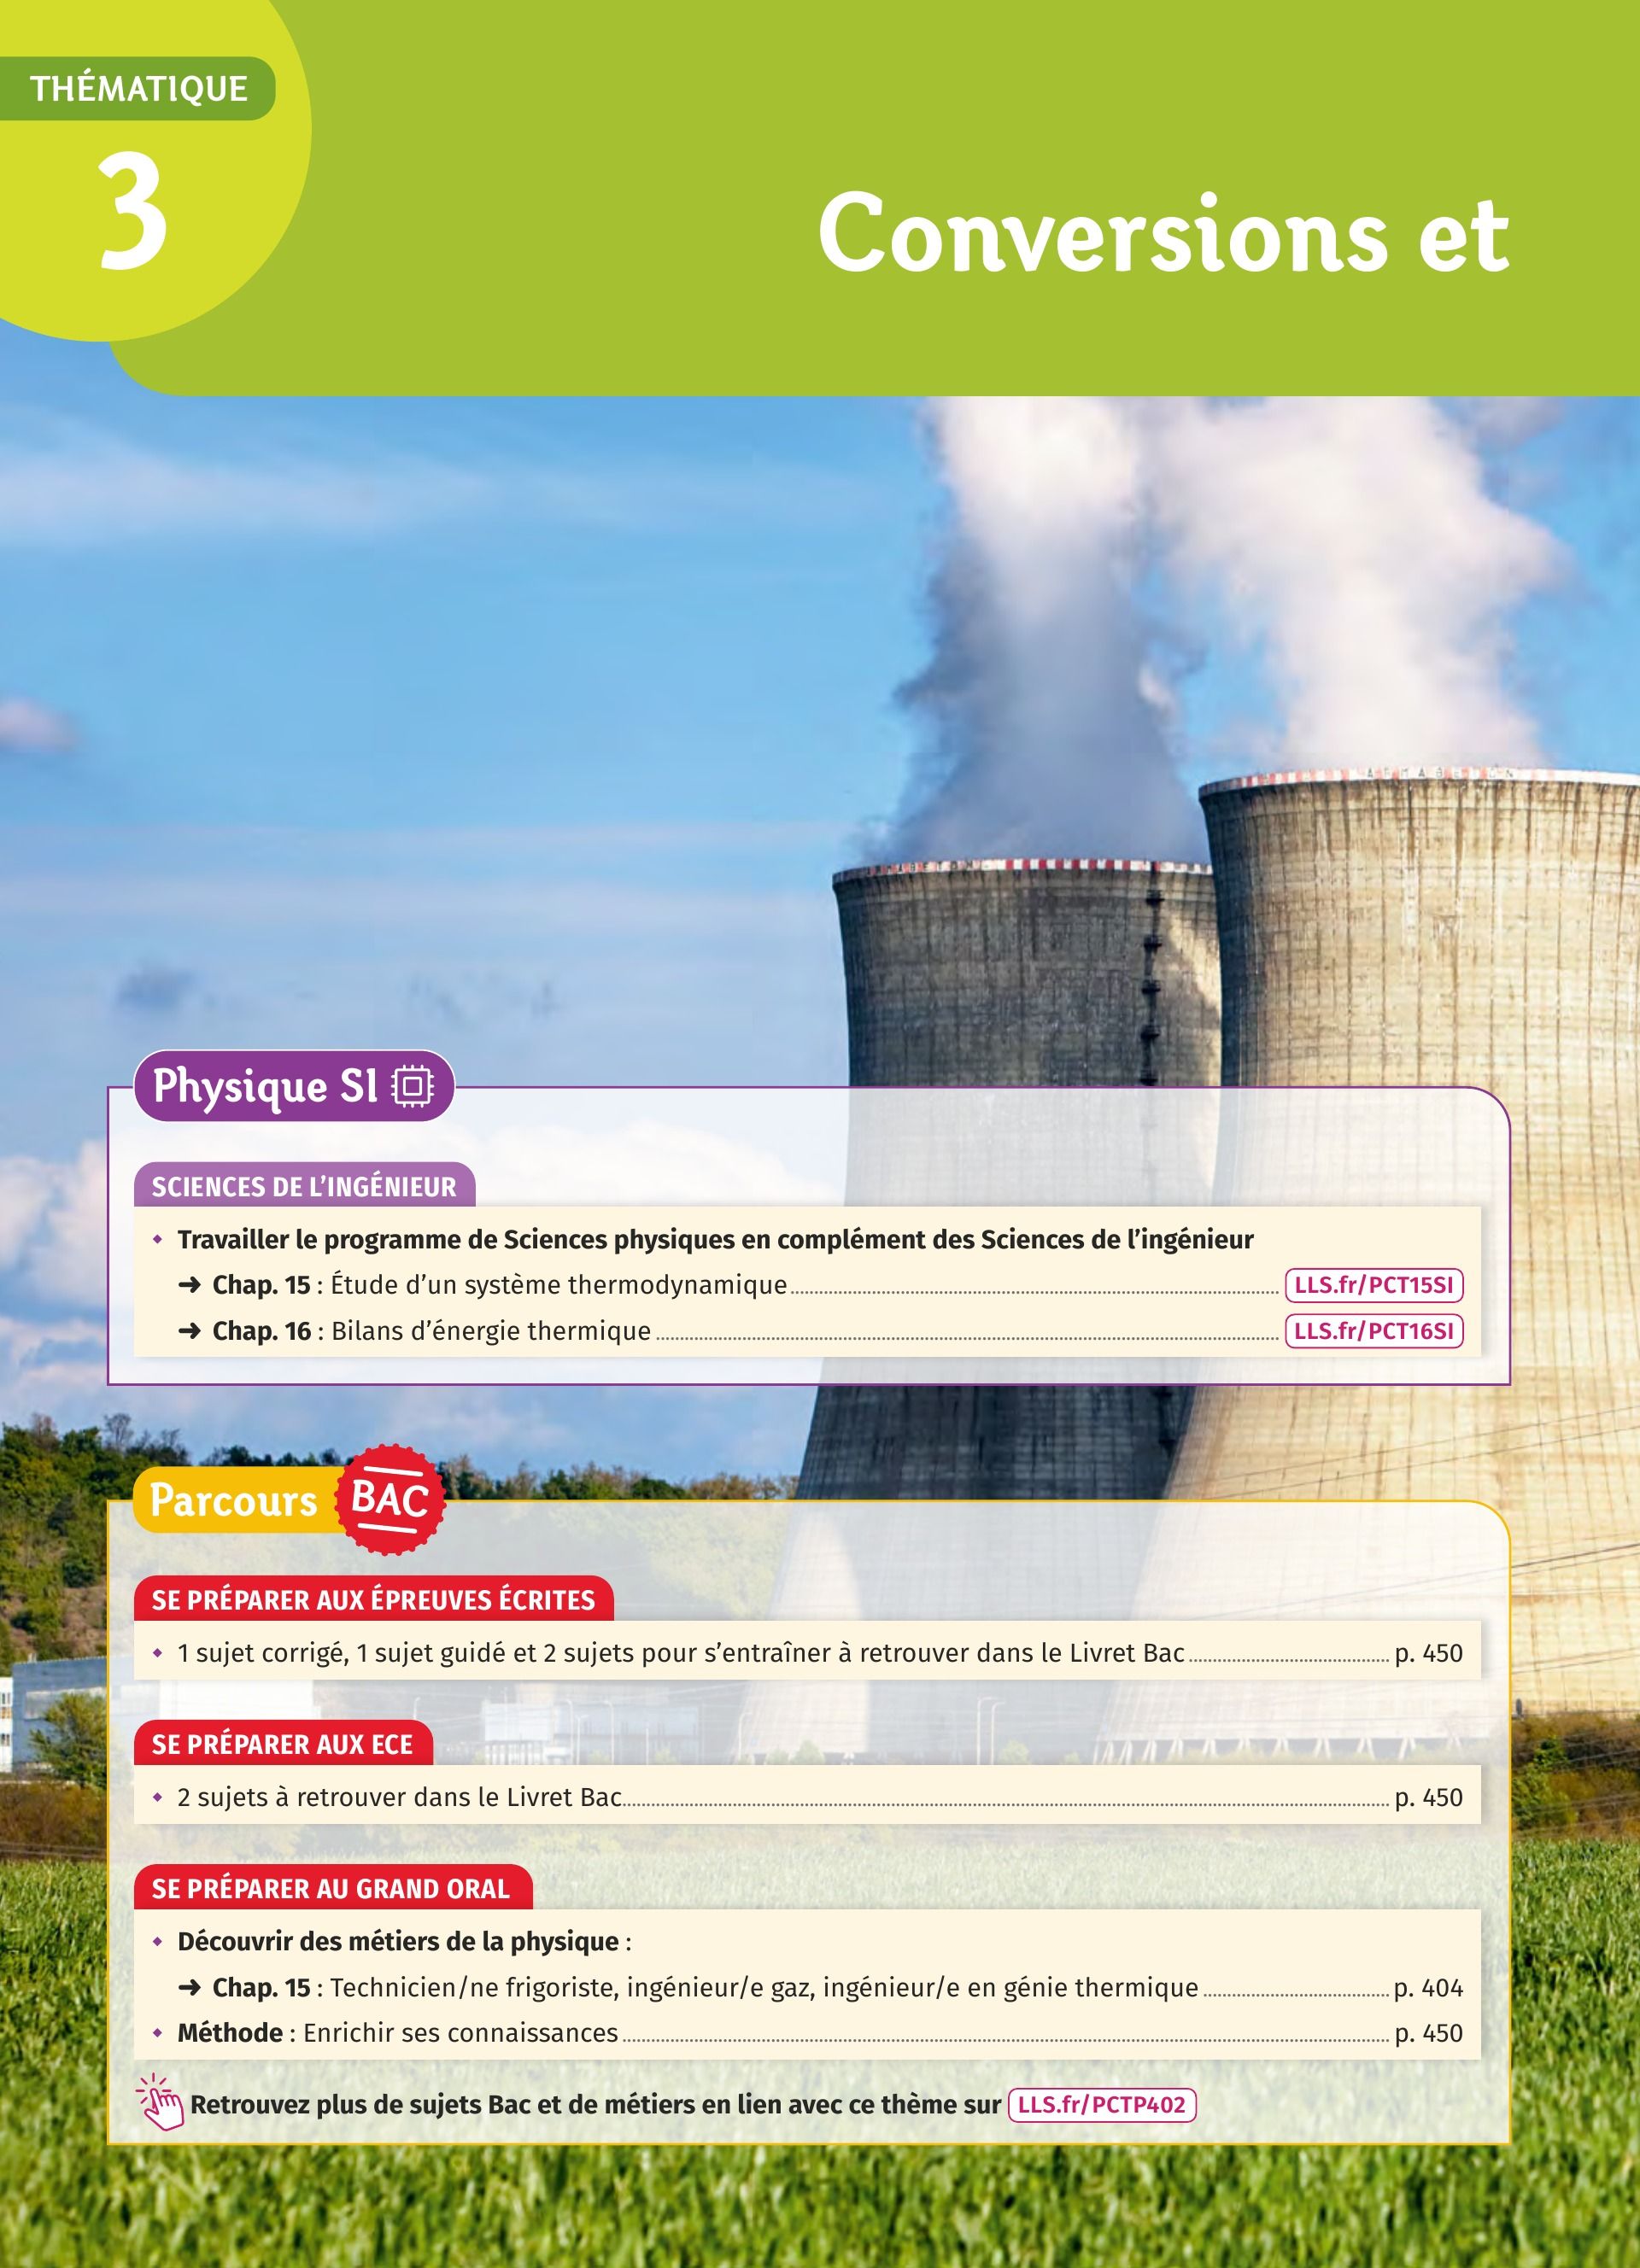 THÉMATIQUE
3
Conversions et
Physique SI
SCIENCES DE L'INGÉNIEUR
Travailler le programme de Sciences physiques en complément des Sciences de l'ingénieur
➜ Chap. 15 : Étude d'un système thermodynamique LLS.fr/PCT15SI
➜ Chap. 16 : Bilans d'énergie thermique LLS.fr/PCT16SI
Parcours BAC
SE PRÉPARER AUX ÉPREUVES ÉCRITES
1 sujet corrigé, 1 sujet guidé et 2 sujets pour s'entraîner à retrouver dans le Livret Bac p. 450
SE PRÉPARER AUX ECE
2 sujets à retrouver dans le Livret Bac p. 450
SE PRÉPARER AU GRAND ORAL
Découvrir des métiers de la physique :
➜ Chap. 15 : Technicien/ne frigoriste, ingénieur/e gaz, ingénieur/e en génie thermique p. 404
Méthode : Enrichir ses connaissances p. 450
Retrouvez plus de sujets Bac et de métiers en lien avec ce thème sur LLS.fr/PCTP402